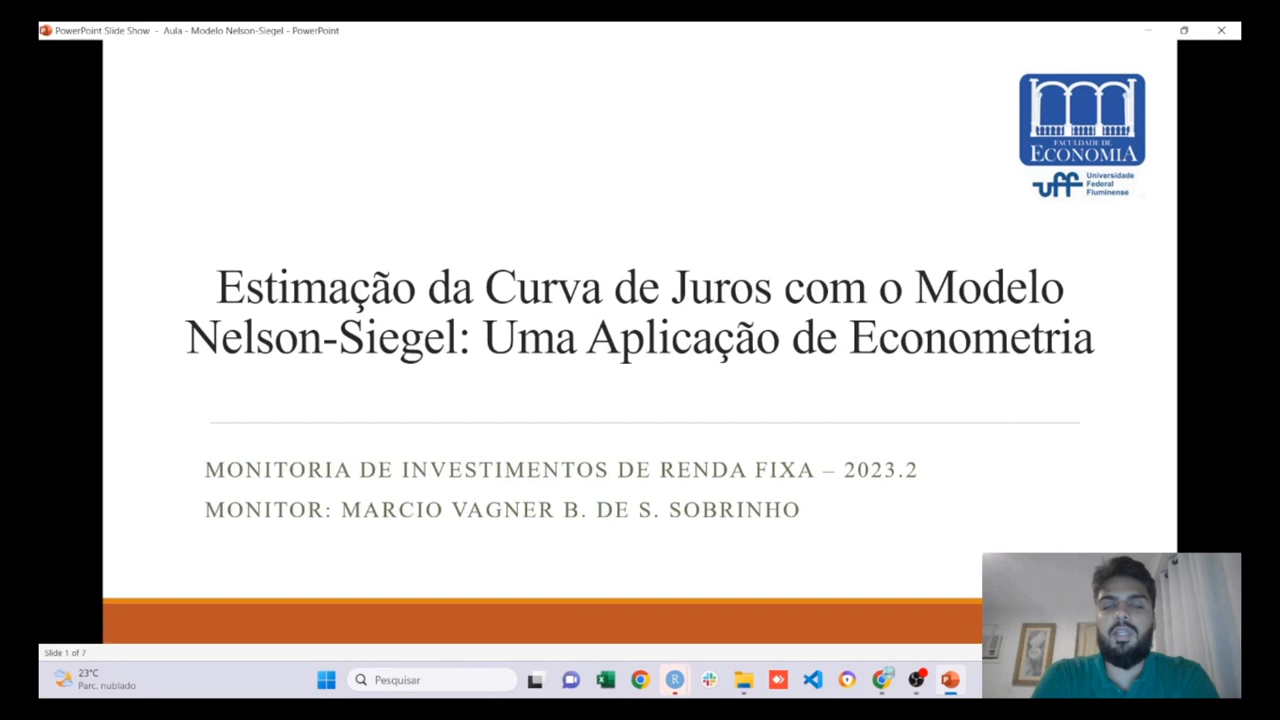 PowerPoint Slide Show - Aula - Modelo Nelson-Siegel - PowerPoint
FACULDADE DE
ECONOMIA
uff Universidade
Federal
Fluminense
Estimação da Curva de Juros com o Modelo
Nelson-Siegel: Uma Aplicação de Econometria
MONITORIA DE INVESTIMENTOS DE RENDA FIXA – 2023.2
MONITOR: MARCIO VAGNER B. DE S. SOBRINHO
Slide 1 of 7
23°C
Parc. nublado
Pesquisar